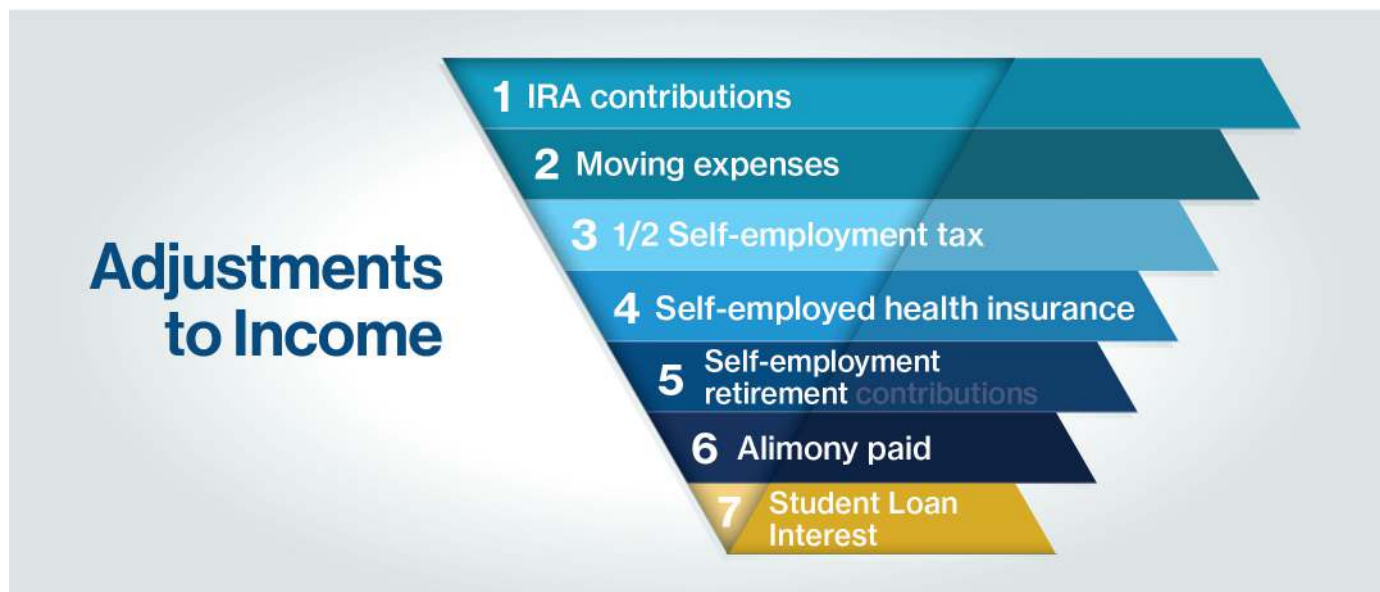 Adjustments
to Income
1 IRA contributions
2 Moving expenses
3 1/2 Self-employment tax
4 Self-employed health insurance
5 Self-employment
retirement contributions
6 Alimony paid
7 Student Loan
Interest